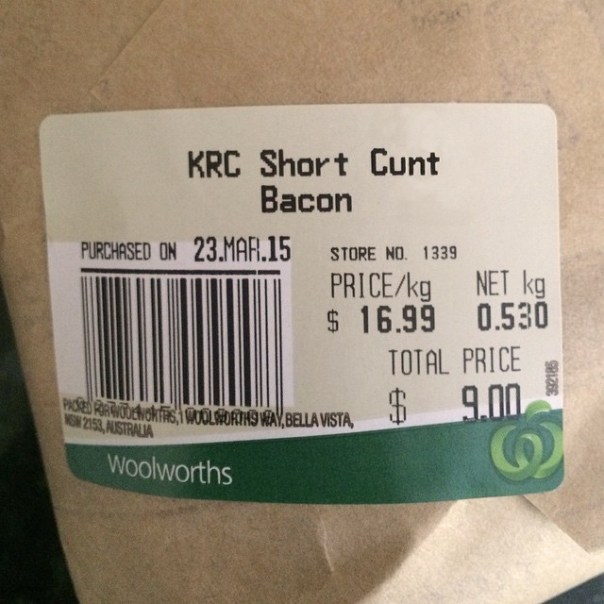 KRC Short Cunt
Bacon
PURCHASED ON 23.MAR.15
STORE NO. 1339
PRICE/kg NET kg
$ 16.99 0.530
TOTAL PRICE
$ 9.00
392185
PACKED FOR WOOLWORTHS, 1 WOOLWORTHS WAY, BELLA VISTA,
NSW 2153, AUSTRALIA
Woolworths